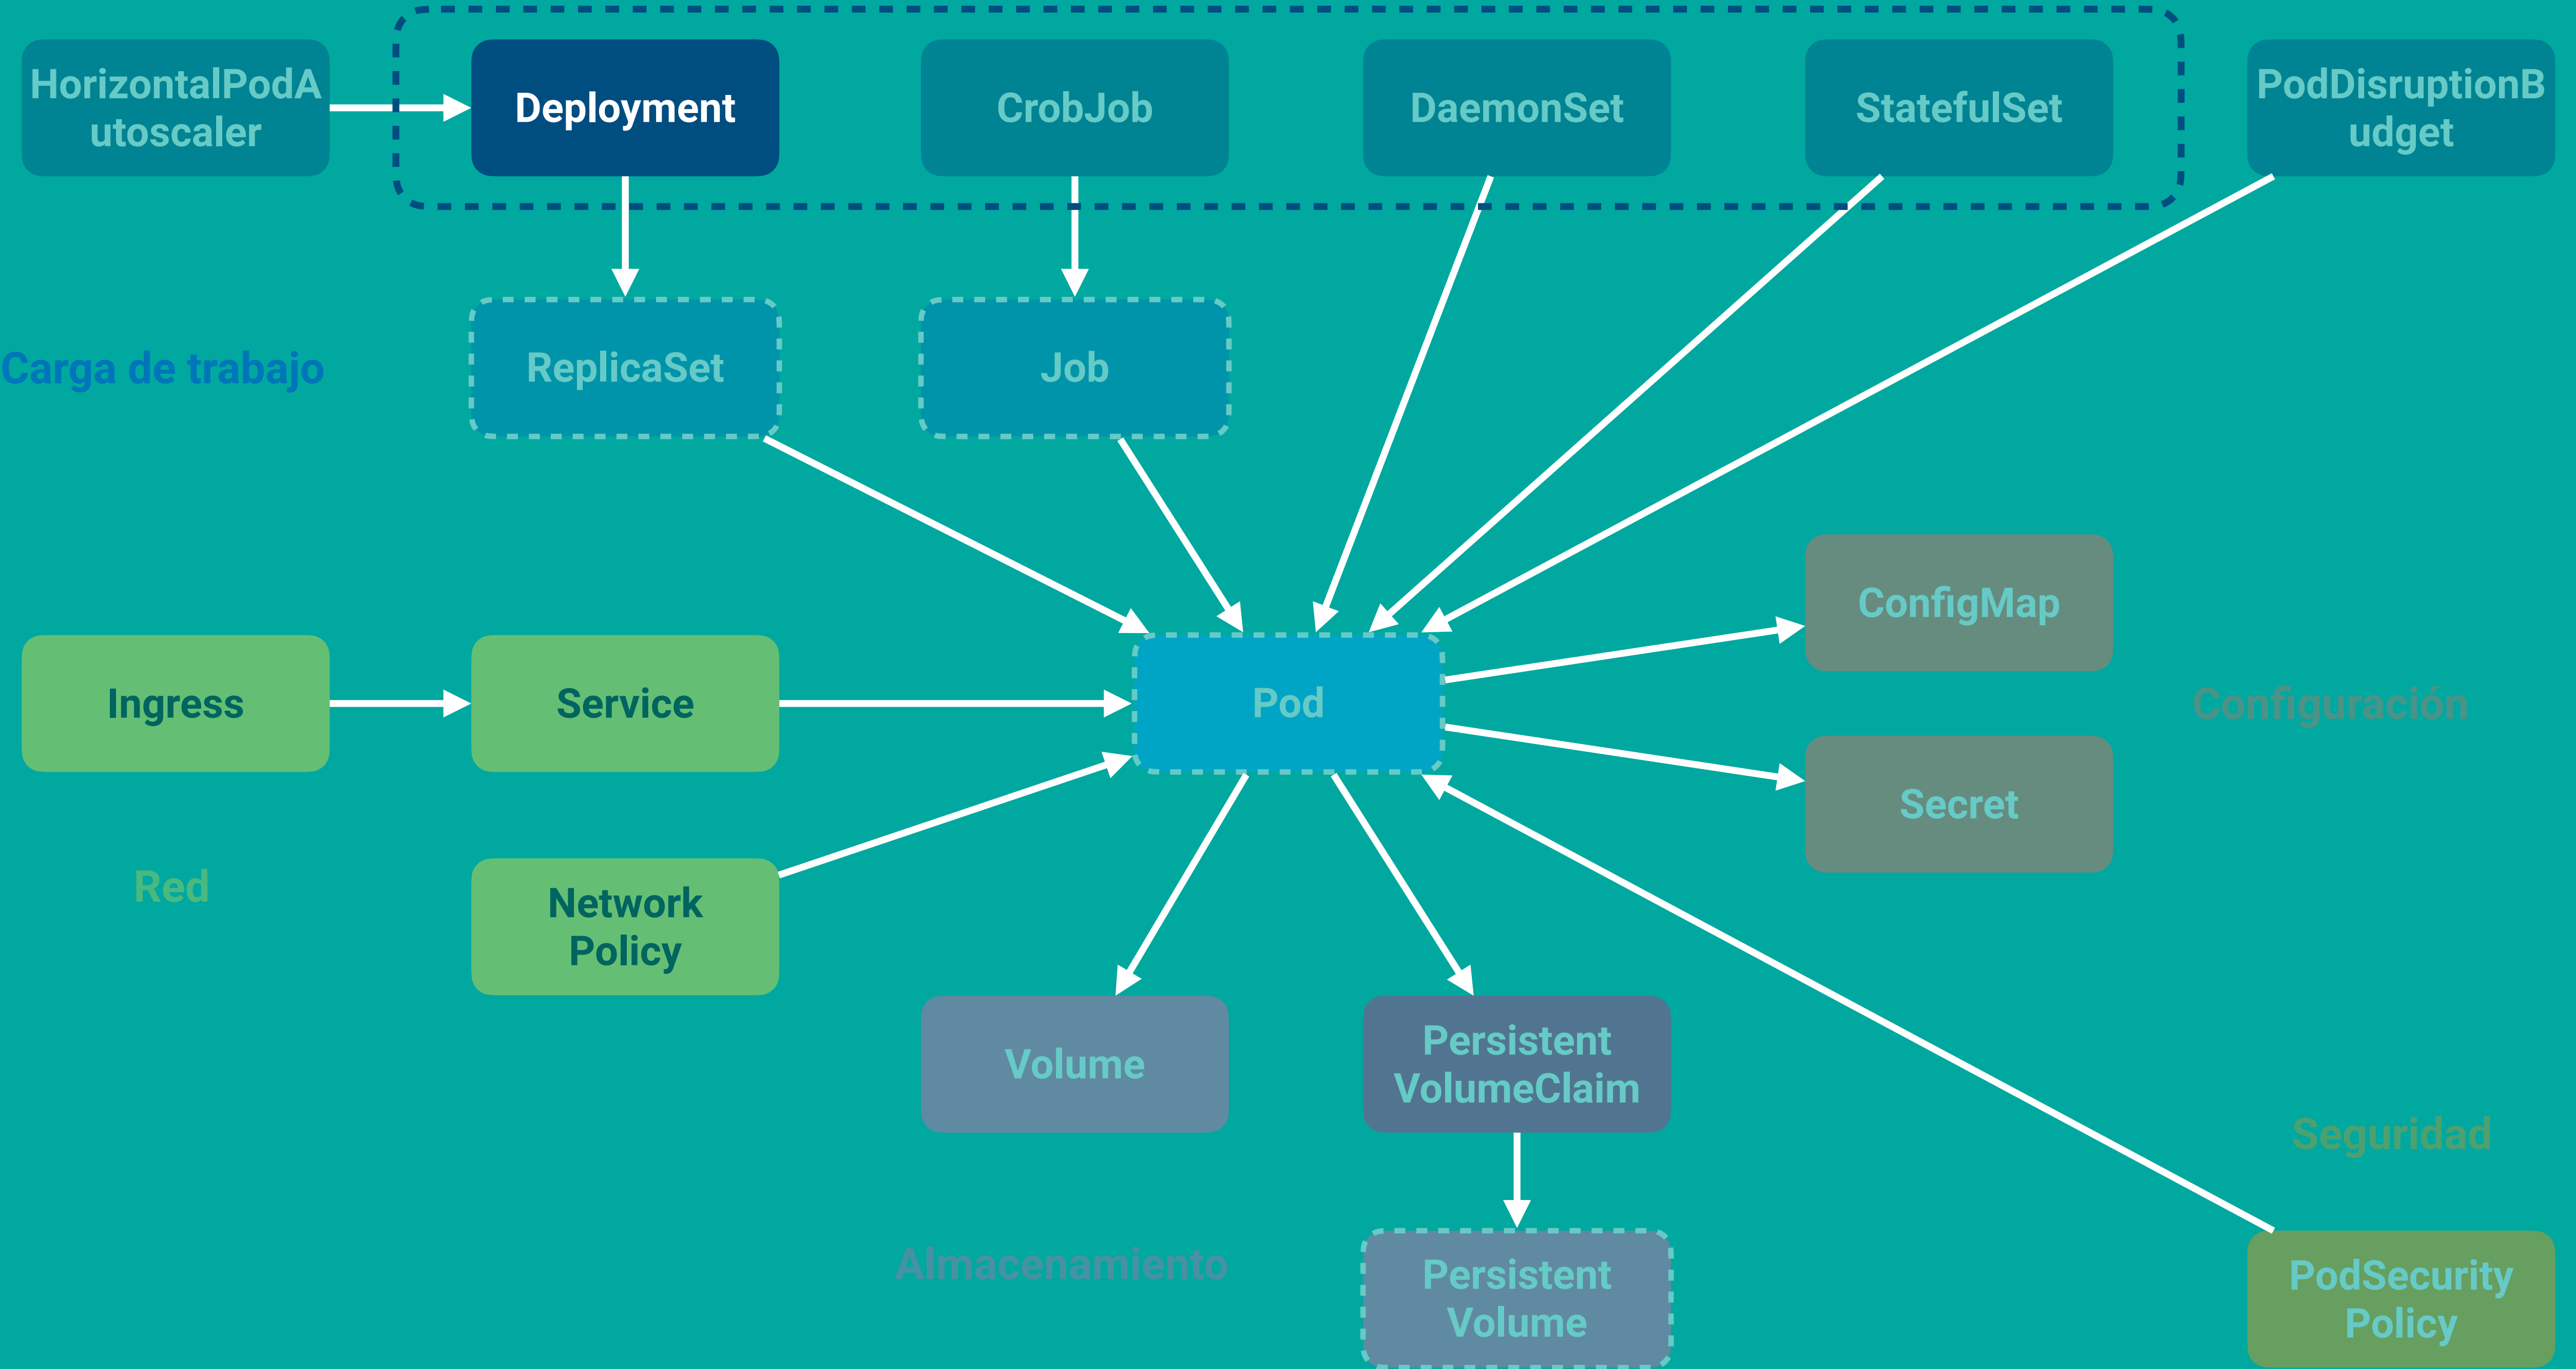 HorizontalPodA
utoscaler
Deployment
CrobJob
DaemonSet
StatefulSet
PodDisruptionB
udget
Carga de trabajo
ReplicaSet
Job
Ingress
Service
Pod
ConfigMap
Configuración
Secret
Red
Network
Policy
Volume
Persistent
VolumeClaim
Seguridad
Almacenamiento
Persistent
Volume
PodSecurity
Policy